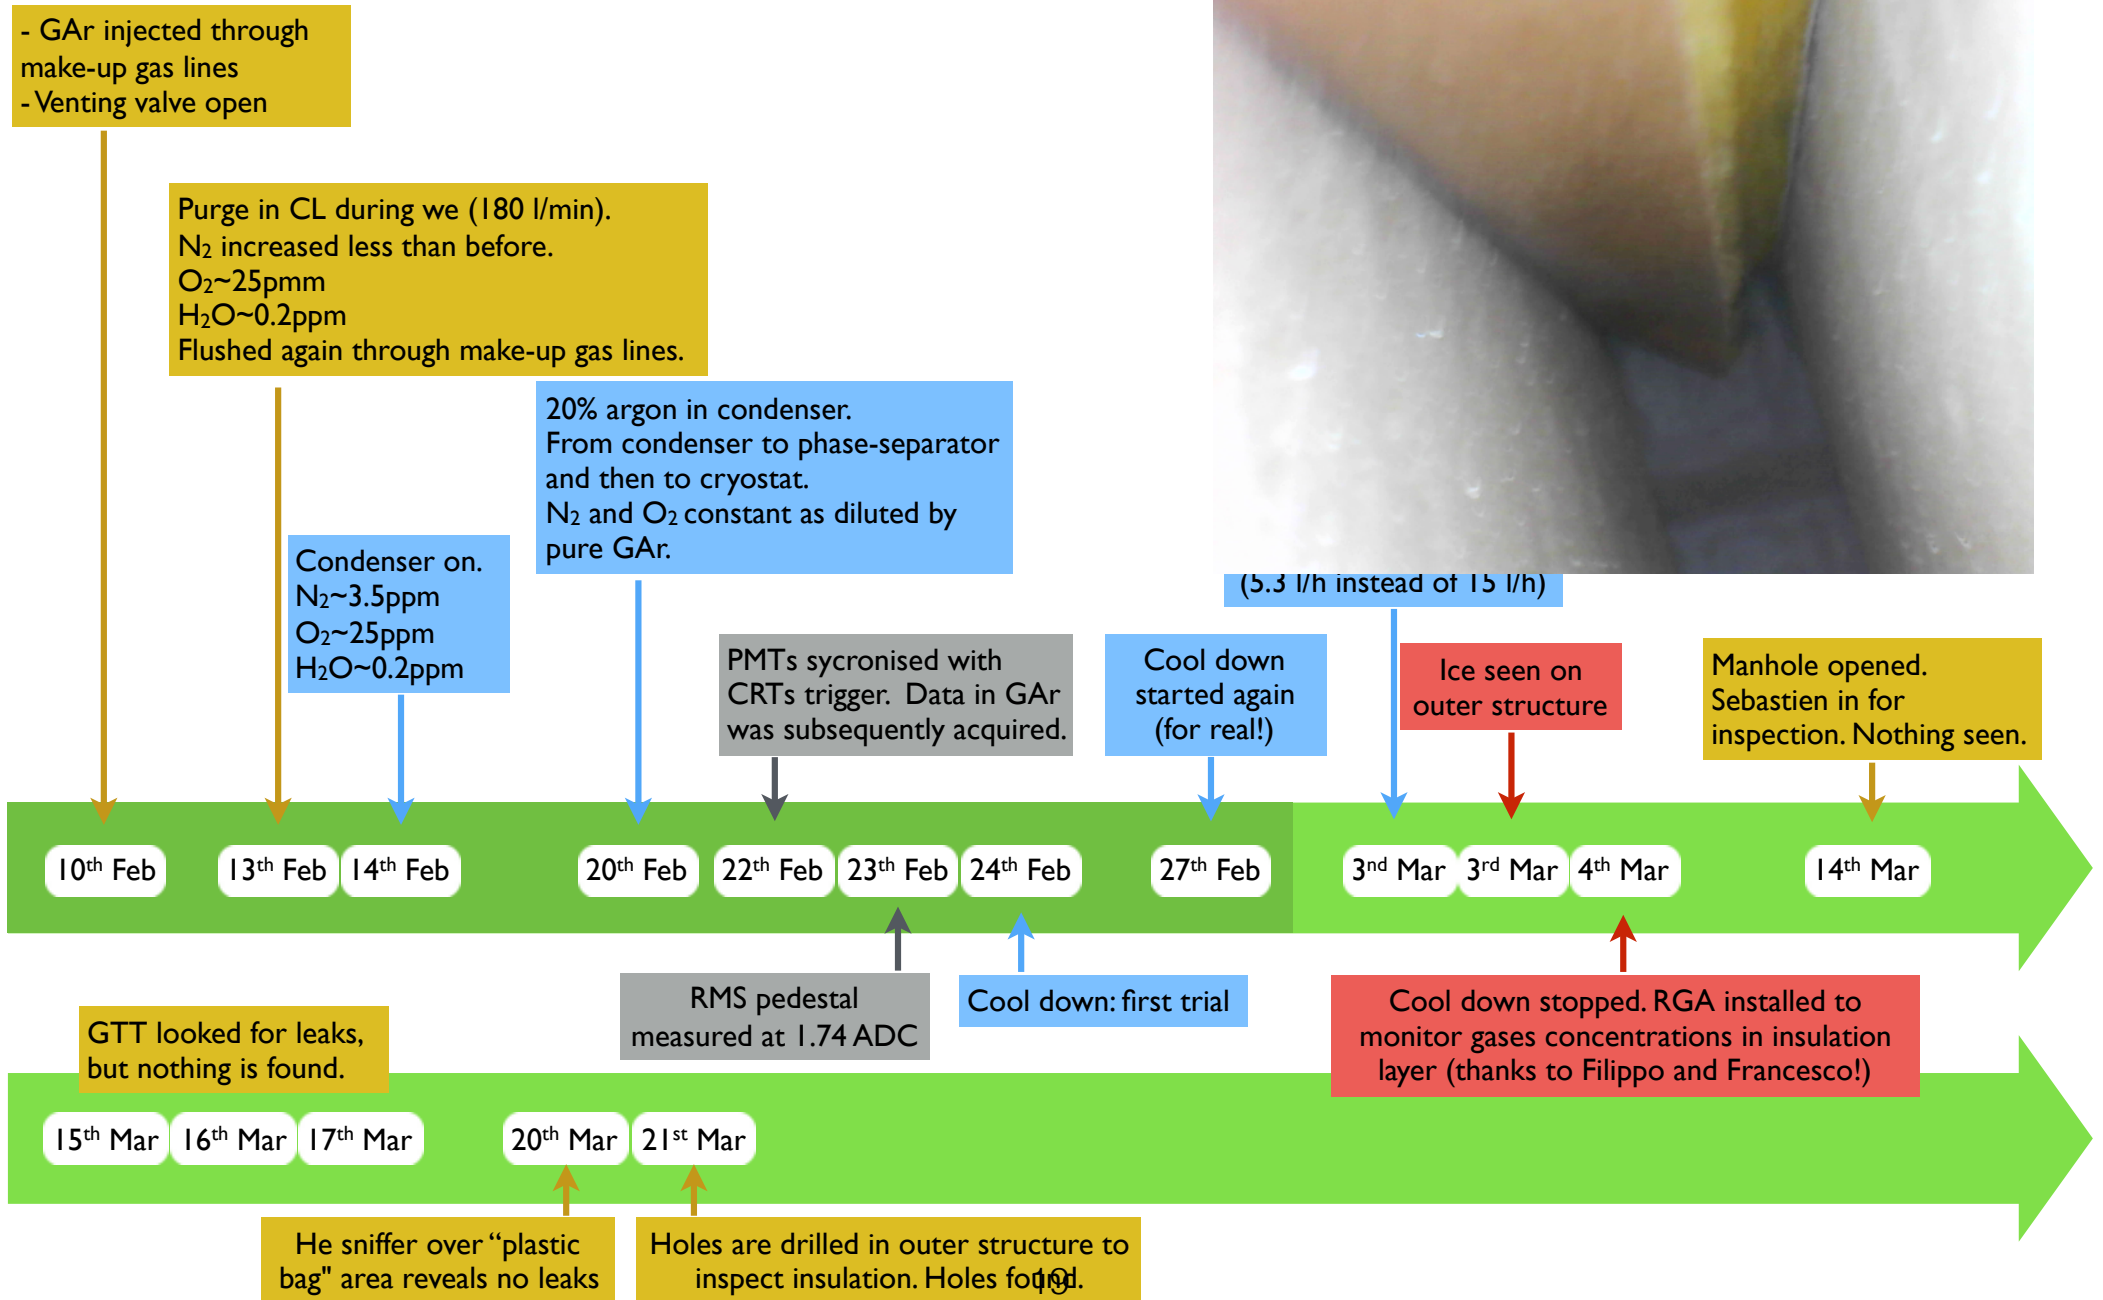 - GAr injected through
make-up gas lines
- Venting valve open
Purge in CL during we (180 l/min).
N₂ increased less than before.
O₂~25pmm
H₂O~0.2ppm
Flushed again through make-up gas lines.
20% argon in condenser.
From condenser to phase-separator
and then to cryostat.
N₂ and O₂ constant as diluted by
pure GAr.
Condenser on.
N₂~3.5ppm
O₂~25ppm
H₂O~0.2ppm
(5.3 l/h instead of 15 l/h)
PMTs sycronised with
CRTs trigger. Data in GAr
was subsequently acquired.
Cool down
started again
(for real!)
Ice seen on
outer structure
Manhole opened.
Sebastien in for
inspection. Nothing seen.
10th Feb
13th Feb
14th Feb
20th Feb
22th Feb
23th Feb
24th Feb
27th Feb
3nd Mar
3rd Mar
4th Mar
14th Mar
RMS pedestal
measured at 1.74 ADC
Cool down: first trial
Cool down stopped. RGA installed to
monitor gases concentrations in insulation
layer (thanks to Filippo and Francesco!)
GTT looked for leaks,
but nothing is found.
15th Mar
16th Mar
17th Mar
20th Mar
21st Mar
He sniffer over “plastic
bag" area reveals no leaks
Holes are drilled in outer structure to
inspect insulation. Holes found.
19